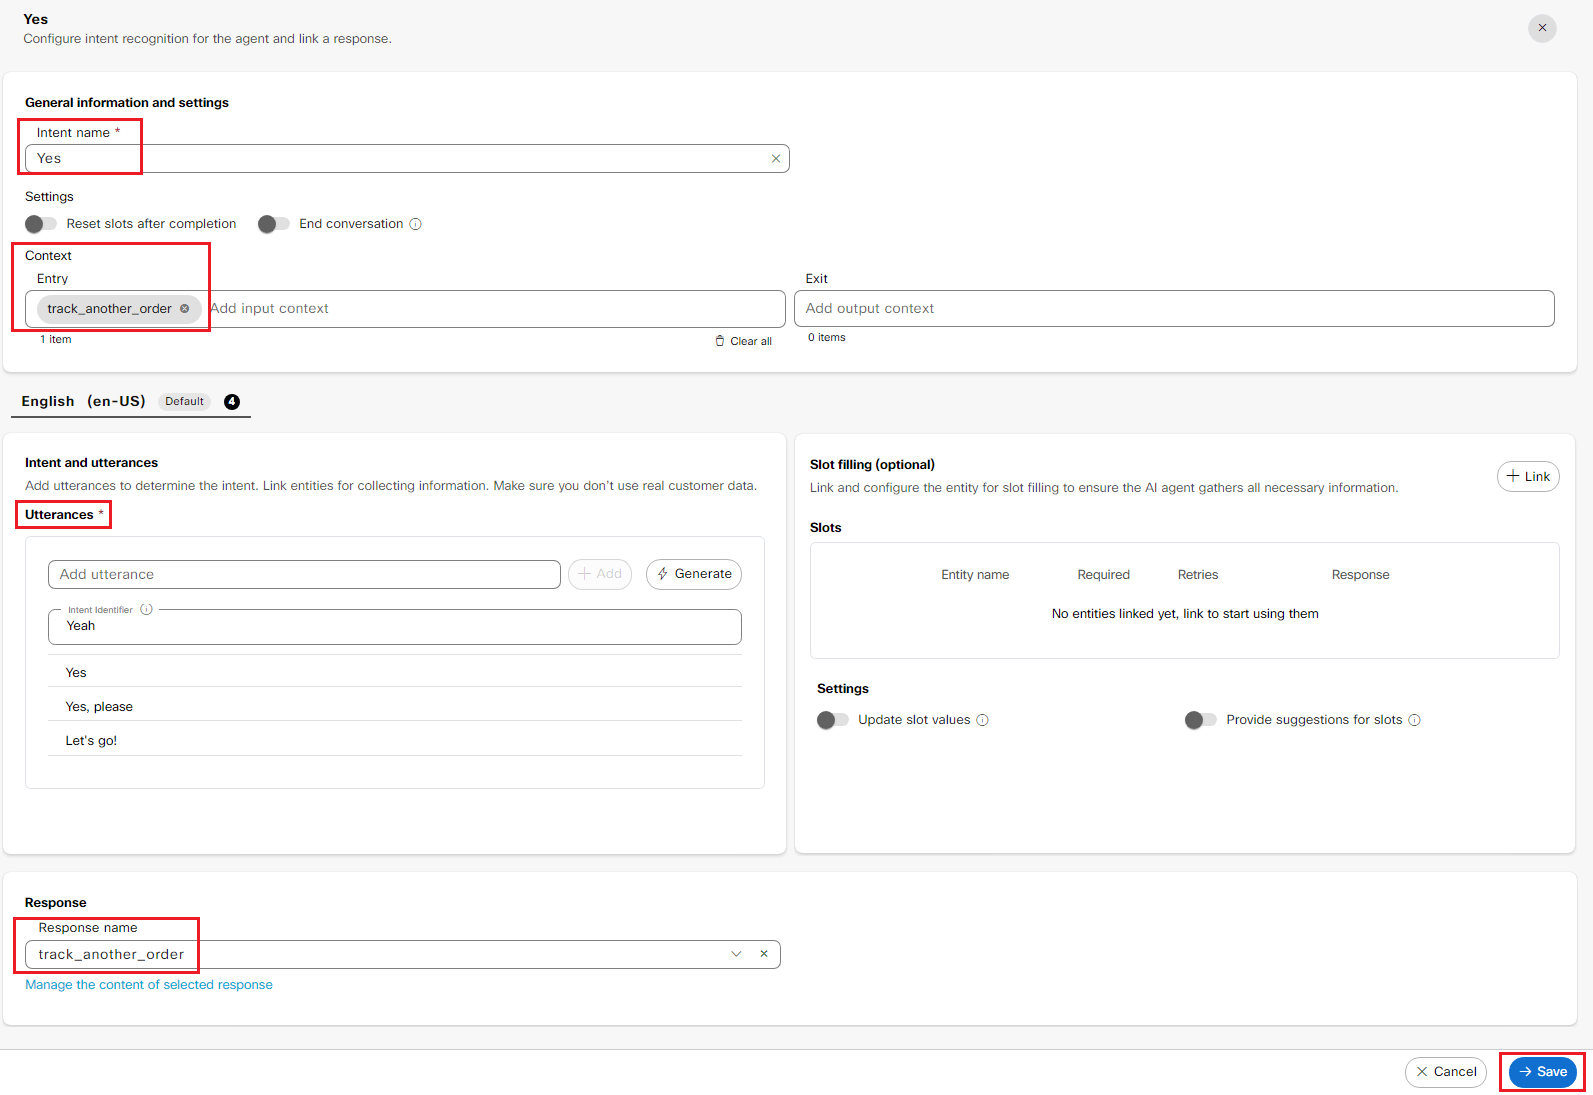 Yes
Configure intent recognition for the agent and link a response.
General information and settings
Intent name *
Yes
Settings
Reset slots after completion
End conversation
Context
Entry
Exit
track_another_order
Add input context
Add output context
1 item
Clear all
0 items
English (en-US) Default 4
Intent and utterances
Add utterances to determine the intent. Link entities for collecting information. Make sure you don't use real customer data.
Utterances *
Add utterance
+ Add
Generate
Intent Identifier
Yeah
Yes
Yes, please
Let's go!
Slot filling (optional)
Link and configure the entity for slot filling to ensure the AI agent gathers all necessary information.
+ Link
Slots
Entity name Required Retries Response
No entities linked yet, link to start using them
Settings
Update slot values
Provide suggestions for slots
Response
Response name
track_another_order
Manage the content of selected response
Cancel
Save